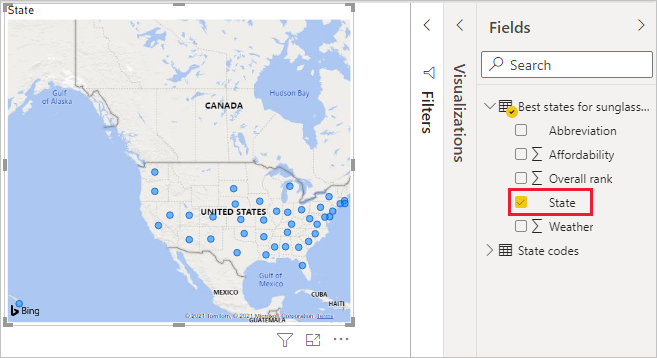 State
Gulf
of Alaska
Hudson Bay
CANADA
UNITED STATES
Gulf of
Mexico
MEXICO
CUBA
HAITI
GUATEMALA
Bing
© 2021 TomTom, © 2021 Microsoft Corporation Terms
Filters
Visualizations
Fields
Search
Best states for sunglass...
Abbreviation
Affordability
Overall rank
State
Weather
State codes